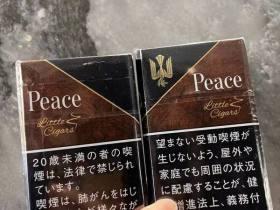 Peace
Little
Cigars
20歳未満の者の喫
煙は、法律で禁じられ
ています。
喫煙は、肺がんをはじ
Peace
Little
Cigars
望まない受動喫煙が
生じないよう、屋外や
家庭でも周囲の状況
に配慮することが、健
増進法上、義務付